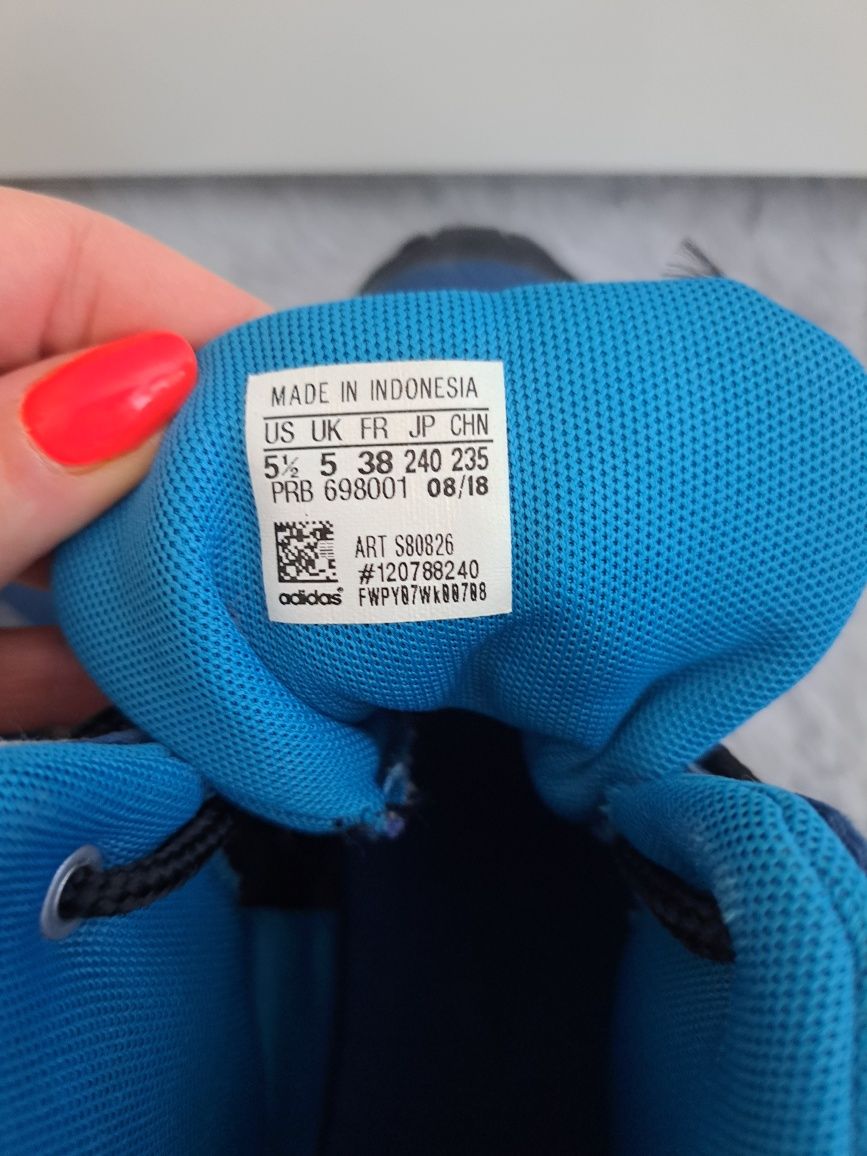 MADE IN INDONESIA
US UK FR JP CHN
5½ 5 38 240 235
PRB 698001 08/18
ART S80826
#120788240
adidas® FWPY07Wk00708